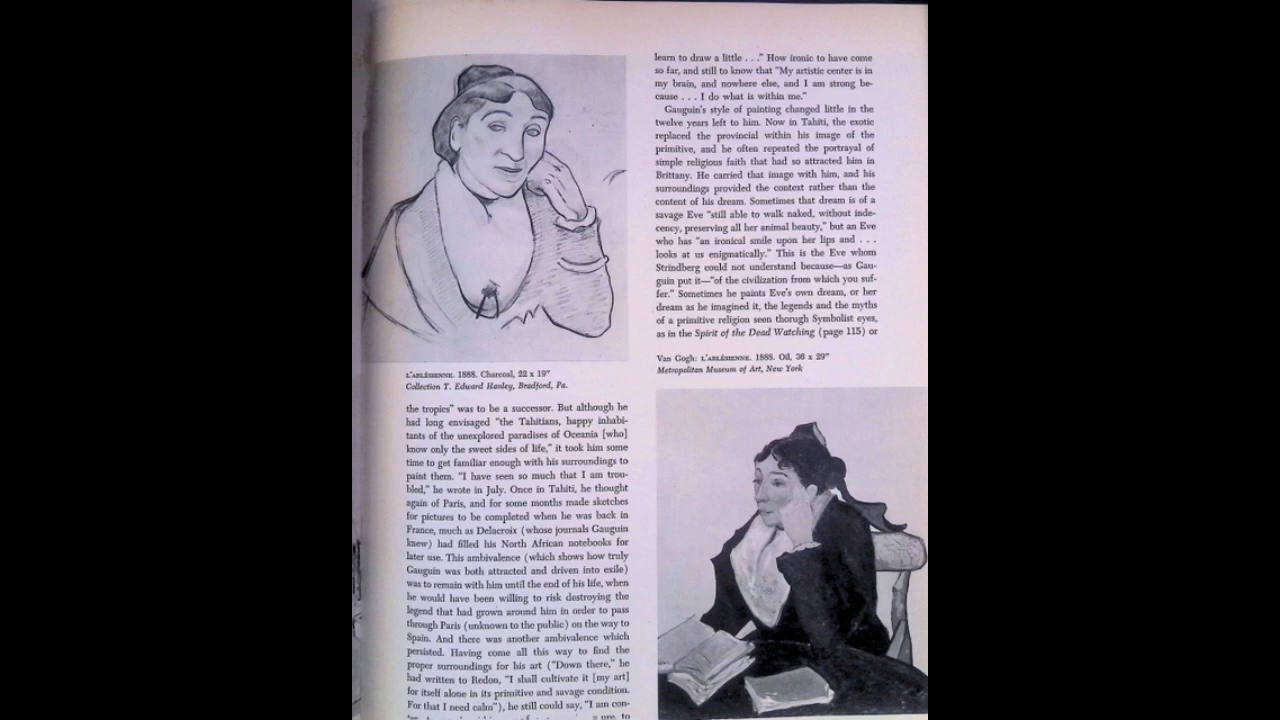 L'ARLÉSIENNE. 1888. Charcoal, 22 x 19"
Collection T. Edward Hanley, Bradford, Pa.
the tropics" was to be a successor. But although he
had long envisaged "the Tahitians, happy inhabi-
tants of the unexplored paradises of Oceania [who]
know only the sweet sides of life," it took him some
time to get familiar enough with his surroundings to
paint them. "I have seen so much that I am trou-
bled," he wrote in July. Once in Tahiti, he thought
again of Paris, and for some months made sketches
for pictures to be completed when he was back in
France, much as Delacroix (whose journals Gauguin
knew) had filled his North African notebooks for
later use. This ambivalence (which shows how truly
Gauguin was both attracted and driven into exile)
was to remain with him until the end of his life, when
he would have been willing to risk destroying the
legend that had grown around him in order to pass
through Paris (unknown to the public) on the way to
Spain. And there was another ambivalence which
persisted. Having come all this way to find the
proper surroundings for his art ("Down there," he
had written to Redon, "I shall cultivate it [my art]
for itself alone in its primitive and savage condition.
For that I need calm"), he still could say, "I am con-
learn to draw a little . . ." How ironic to have come
so far, and still to know that "My artistic center is in
my brain, and nowhere else, and I am strong be-
cause . . . I do what is within me."
Gauguin's style of painting changed little in the
twelve years left to him. Now in Tahiti, the exotic
replaced the provincial within his image of the
primitive, and he often repeated the portrayal of
simple religious faith that had so attracted him in
Brittany. He carried that image with him, and his
surroundings provided the context rather than the
content of his dream. Sometimes that dream is of a
savage Eve "still able to walk naked, without inde-
cency, preserving all her animal beauty," but an Eve
who has "an ironical smile upon her lips and . . .
looks at us enigmatically." This is the Eve whom
Strindberg could not understand because—as Gau-
guin put it—"of the civilization from which you suf-
fer." Sometimes he paints Eve's own dream, or her
dream as he imagined it, the legends and the myths
of a primitive religion seen thorugh Symbolist eyes,
as in the Spirit of the Dead Watching (page 115) or
Van Gogh: L'ARLÉSIENNE. 1888. Oil, 36 x 29"
Metropolitan Museum of Art, New York